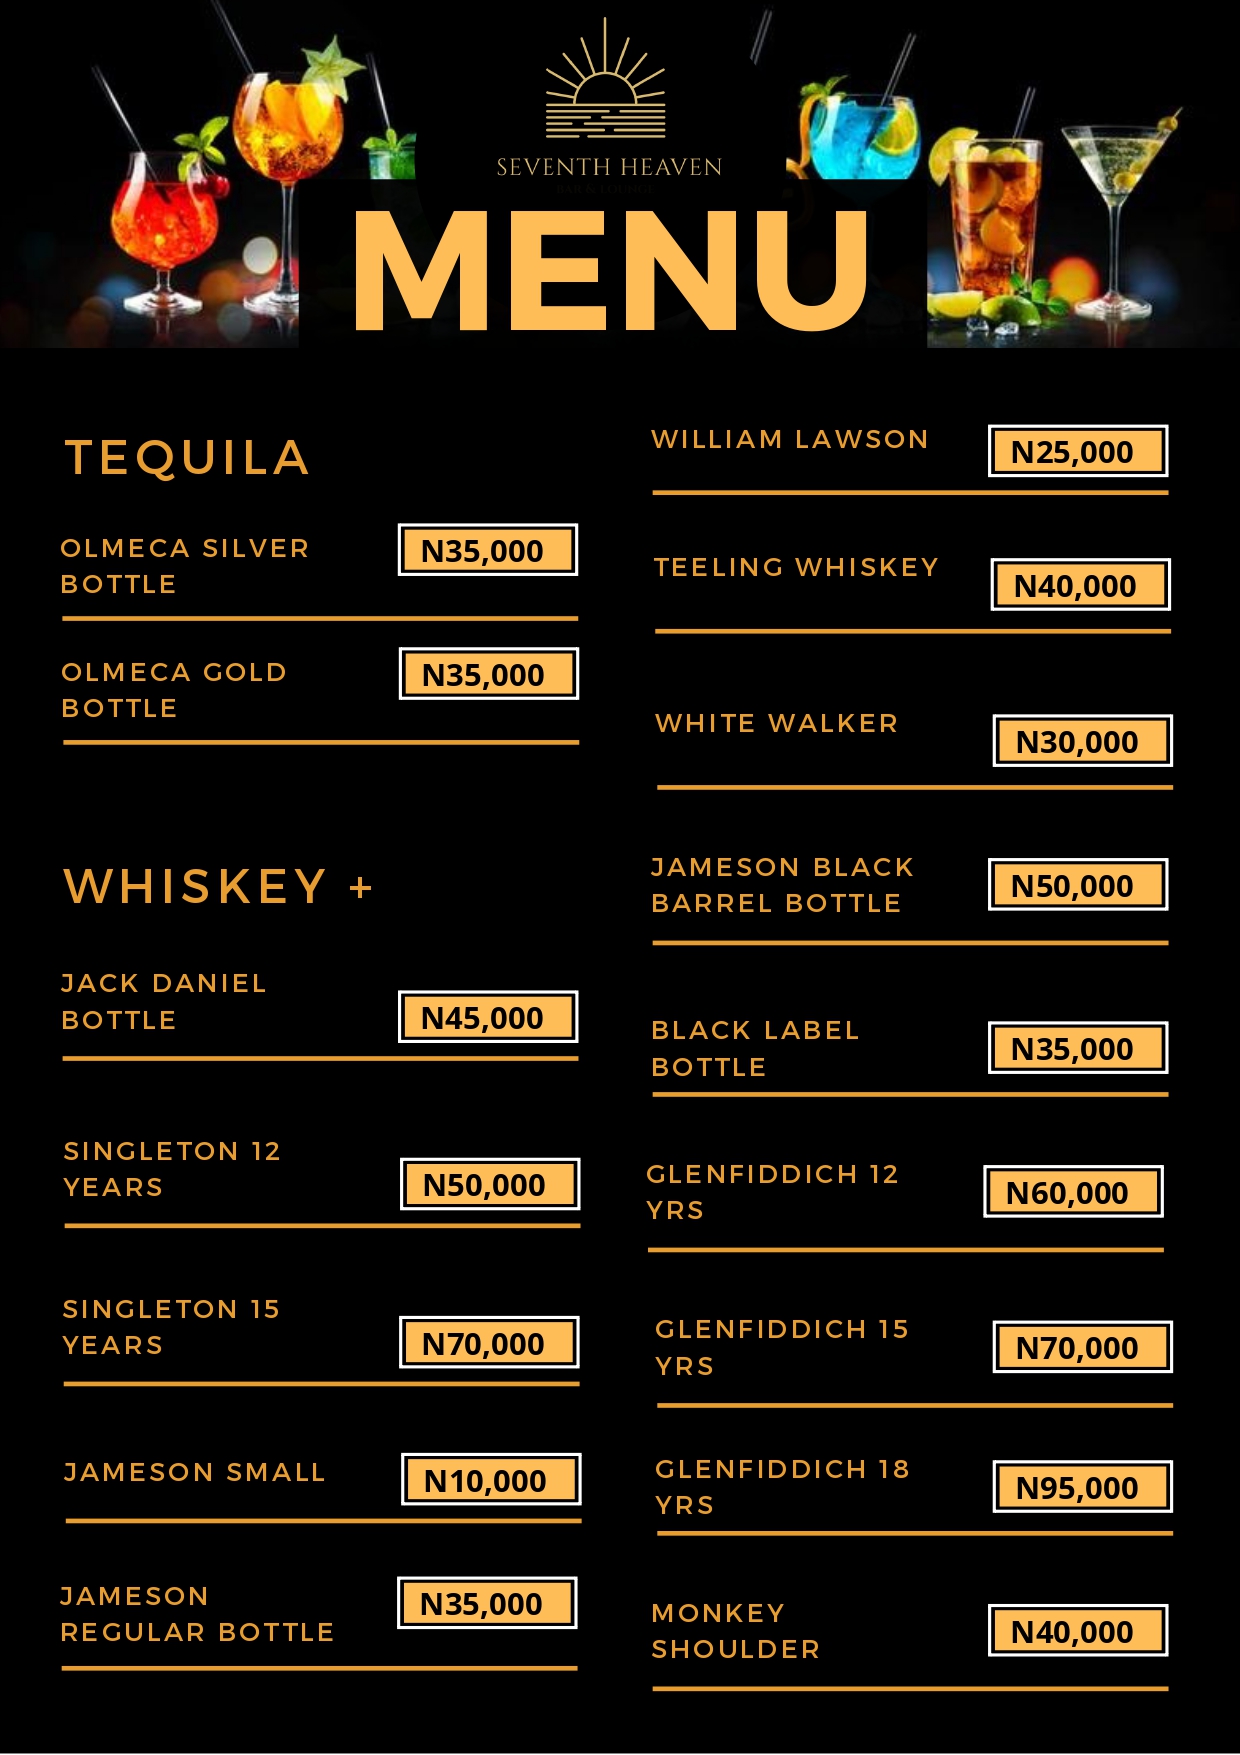 SEVENTH HEAVEN
BAR & LOUNGE
MENU
TEQUILA
OLMECA SILVER
BOTTLE
N35,000
OLMECA GOLD
BOTTLE
N35,000
WHISKEY +
JACK DANIEL
BOTTLE
N45,000
SINGLETON 12
YEARS
N50,000
SINGLETON 15
YEARS
N70,000
JAMESON SMALL
N10,000
JAMESON
REGULAR BOTTLE
N35,000
WILLIAM LAWSON
N25,000
TEELING WHISKEY
N40,000
WHITE WALKER
N30,000
JAMESON BLACK
BARREL BOTTLE
N50,000
BLACK LABEL
BOTTLE
N35,000
GLENFIDDICH 12
YRS
N60,000
GLENFIDDICH 15
YRS
N70,000
GLENFIDDICH 18
YRS
N95,000
MONKEY
SHOULDER
N40,000